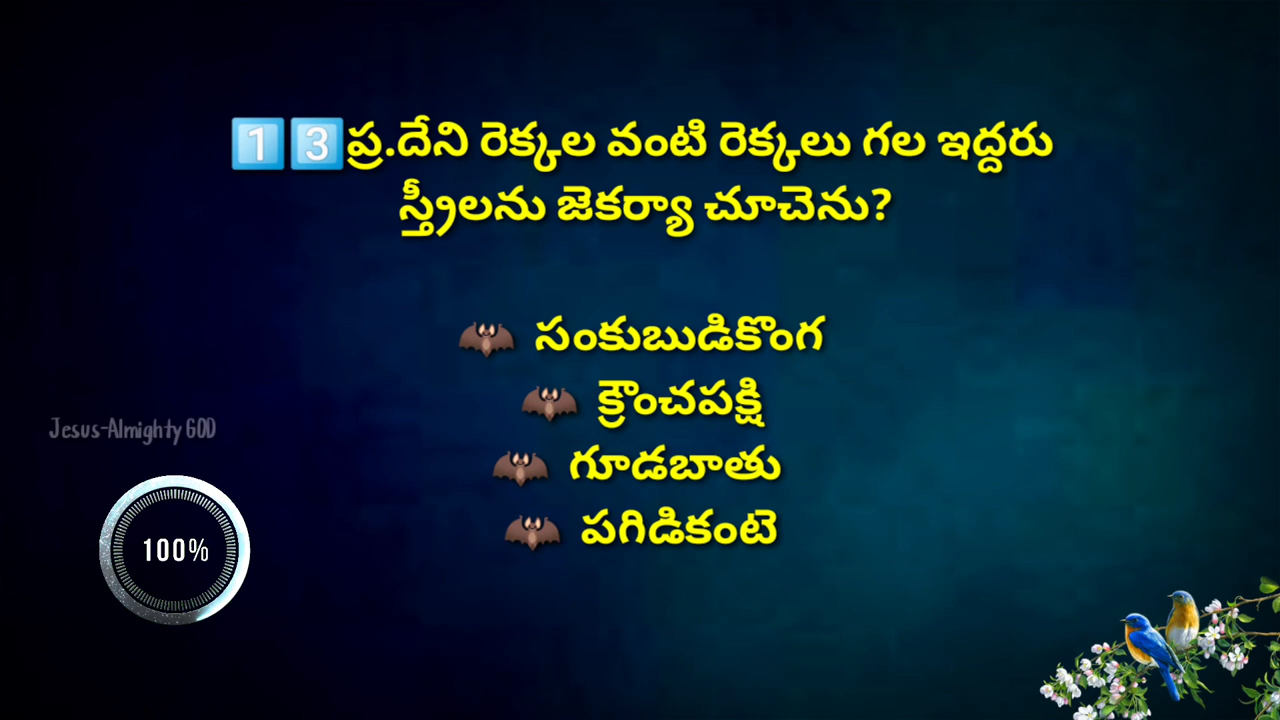 1️⃣3️⃣ప్ర.దేని రెక్కల వంటి రెక్కలు గల ఇద్దరు
స్త్రీలను జెకర్యా చూచెను?
🦇 సంకుబుడికొంగ
🦇 క్రౌంచపక్షి
🦇 గూడబాతు
🦇 పగిడికంటె
Jesus-Almighty GOD
100%